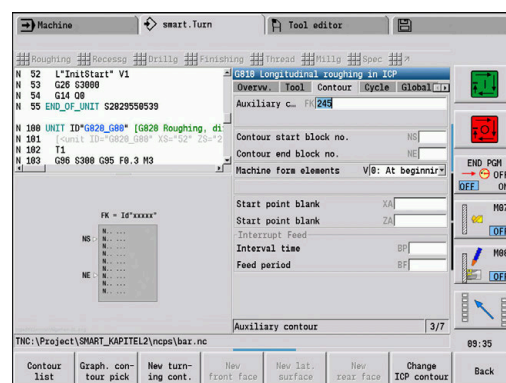 Machine
smart.Turn
Tool editor
Roughing Recessg Drillg Finishing Thread Millg Spec
N 52 L"InitStart" V1
N 53 G26 S3000
N 54 G14 Q0
N 55 END_OF_UNIT S2829550539
N 100 UNIT ID="G820_G80" [G820 Roughing, di
N 101 [<unit ID="G820_G80" XS="52" ZS="2
N 102 T1
N 103 G96 S300 G95 F0.3 M3
FK = Id"xxxxx"
NS
N.. ...
N.. ...
N.. ...
N.. ...
N.. ...
NE
N.. ...
N.. ...
G810 Longitudinal roughing in ICP
Overvw. Tool Contour Cycle Global
Auxiliary c… FK 245
Contour start block no. NS
Contour end block no. NE
Machine form elements V 0: At beginnin
Start point blank XA
Start point blank ZA
Interrupt Feed
Interval time BP
Feed period BF
Auxiliary contour 3/7
TNC:\Project\SMART_KAPITEL2\ncps\bar.nc
END PGM
OFF
OFF ON
M07
OFF
M08
OFF
09:35
Contour list
Graph. con-
tour pick
New turn-
ing cont.
New front face
New lat. surface
New rear face
Change ICP contour
Back